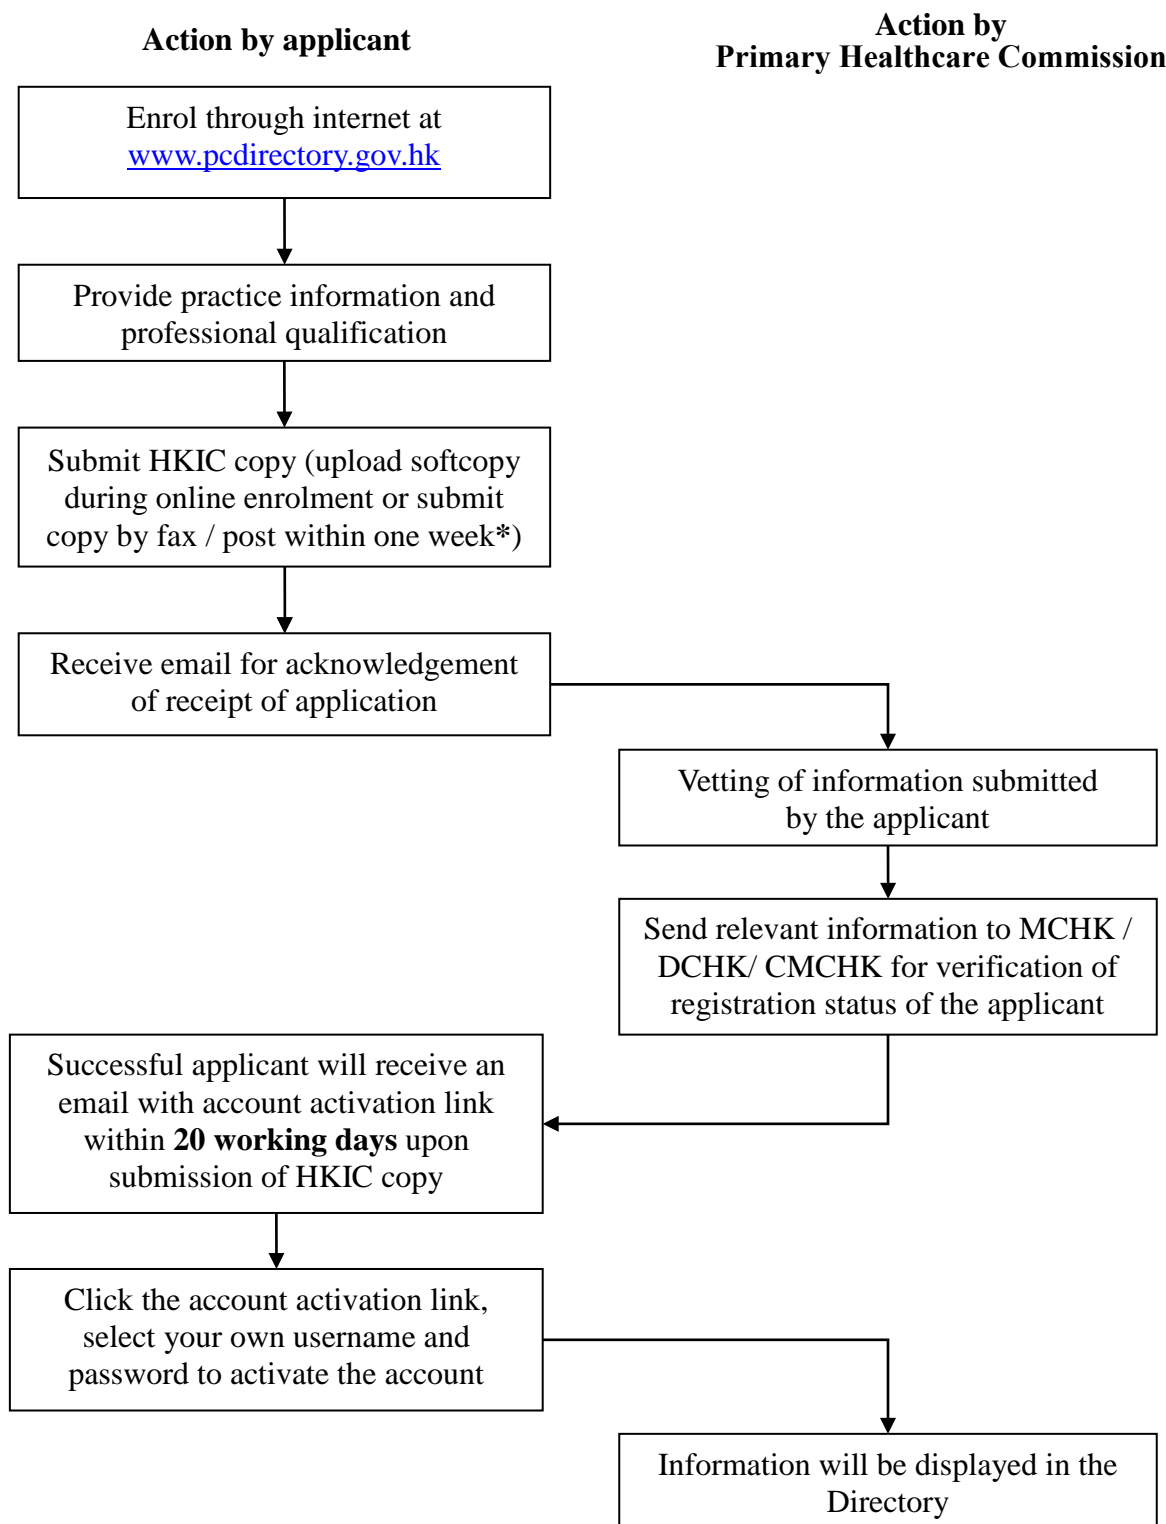 Action by applicant
Action by
Primary Healthcare Commission
Enrol through internet at
www.pcdirectory.gov.hk
Provide practice information and
professional qualification
Submit HKIC copy (upload softcopy
during online enrolment or submit
copy by fax / post within one week*)
Receive email for acknowledgement
of receipt of application
Vetting of information submitted
by the applicant
Send relevant information to MCHK /
DCHK/ CMCHK for verification of
registration status of the applicant
Successful applicant will receive an
email with account activation link
within 20 working days upon
submission of HKIC copy
Click the account activation link,
select your own username and
password to activate the account
Information will be displayed in the
Directory